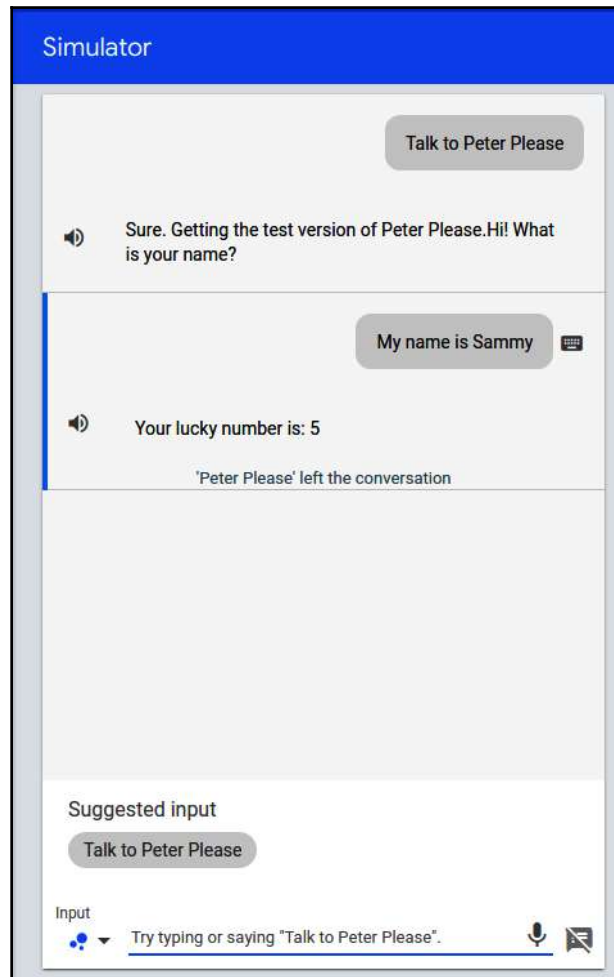 Simulator
Talk to Peter Please
Sure. Getting the test version of Peter Please.Hi! What
is your name?
My name is Sammy
Your lucky number is: 5
'Peter Please' left the conversation
Suggested input
Talk to Peter Please
Input
Try typing or saying "Talk to Peter Please".